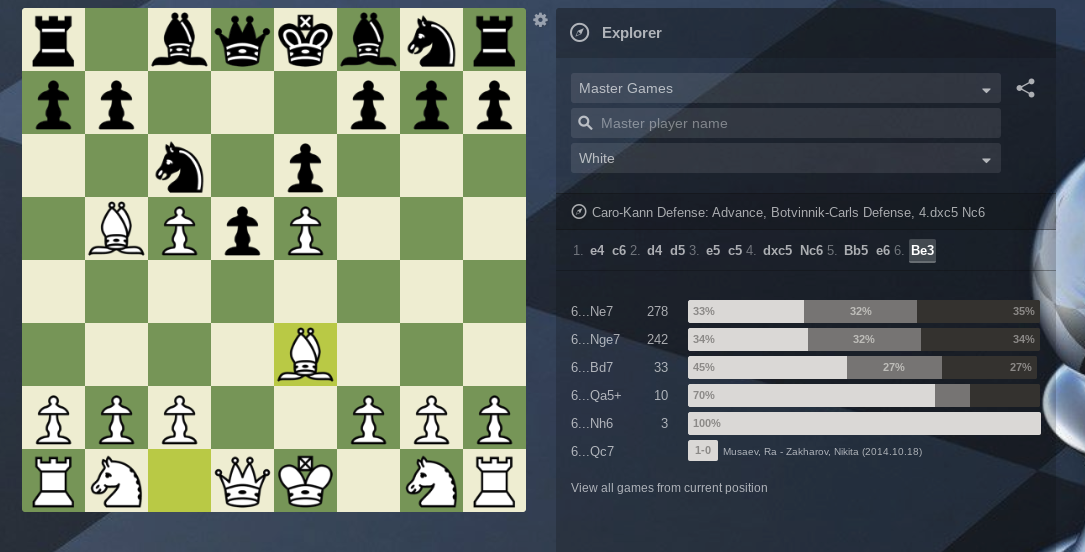 Explorer
Master Games
Master player name
White
Caro-Kann Defense: Advance, Botvinnik-Carls Defense, 4.dxc5 Nc6
1. e4 c6 2. d4 d5 3. e5 c5 4. dxc5 Nc6 5. Bb5 e6 6. Be3
6...Ne7 278 33% 32% 35%
6...Nge7 242 34% 32% 34%
6...Bd7 33 45% 27% 27%
6...Qa5+ 10 70%
6...Nh6 3 100%
6...Qc7 1-0 Musaev, Ra - Zakharov, Nikita (2014.10.18)
View all games from current position